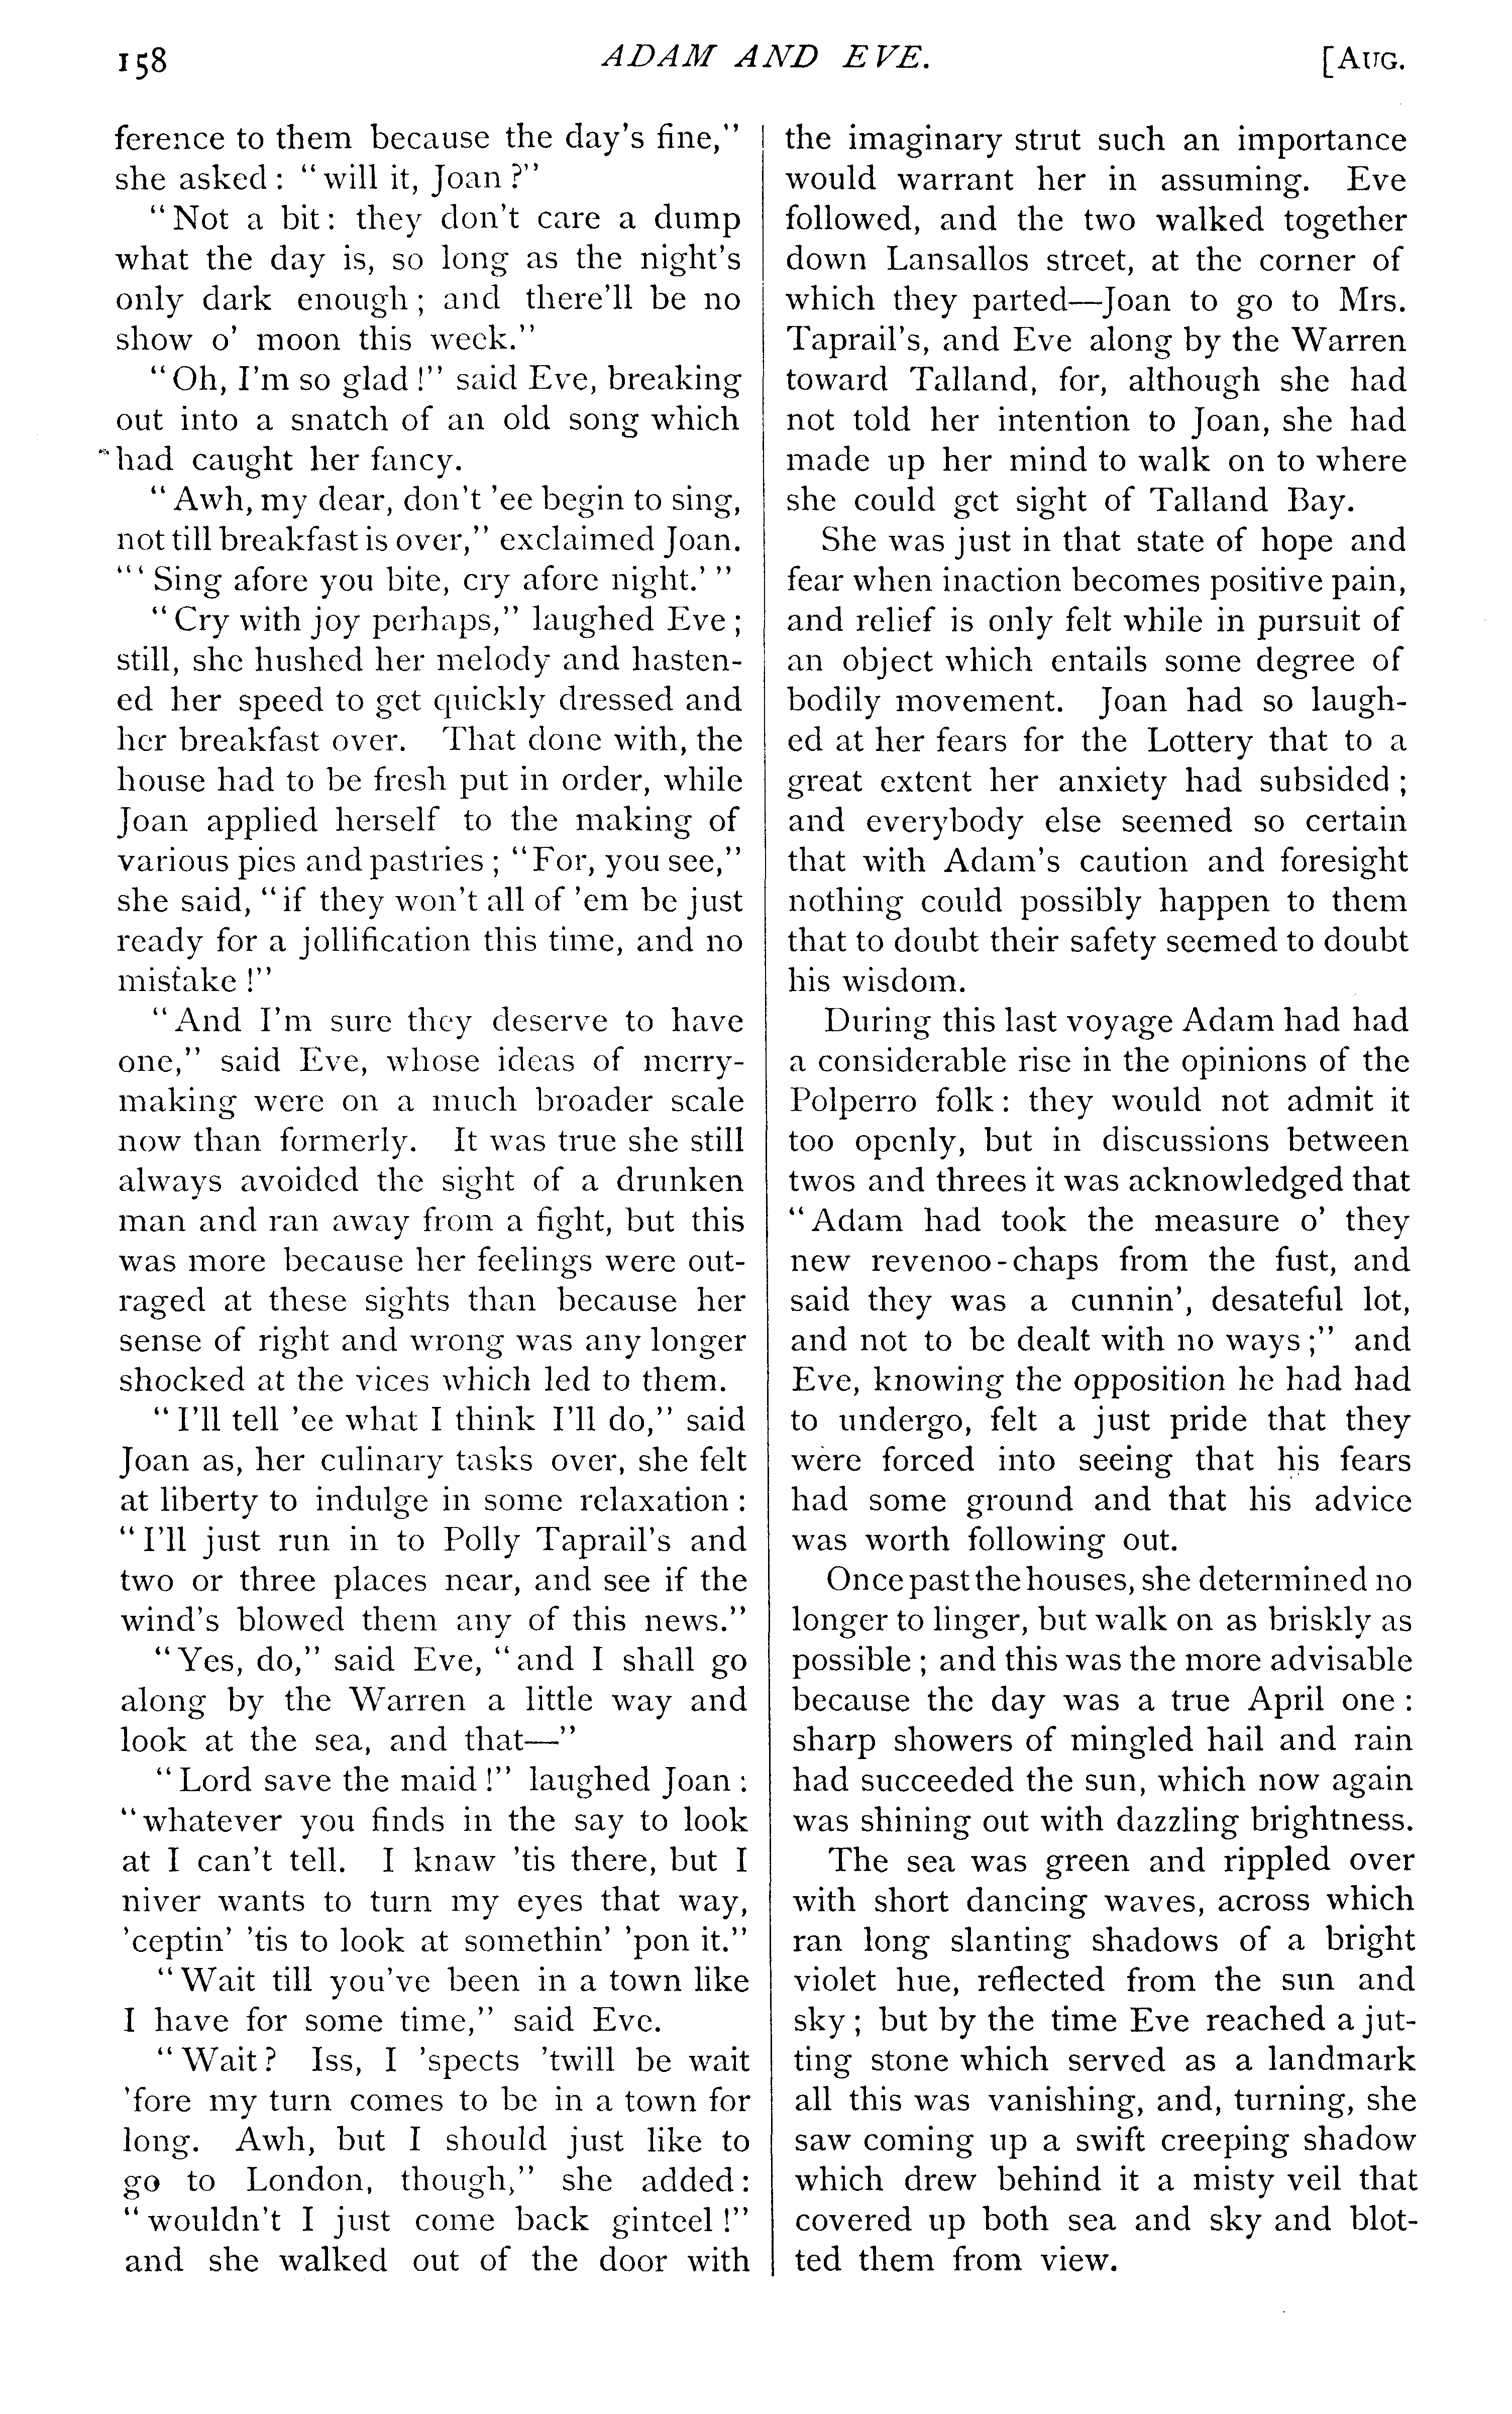 158 ADAM AND EVE. [AUG.
ference to them because the day's fine,"
she asked: "will it, Joan?"
"Not a bit: they don't care a dump
what the day is, so long as the night's
only dark enough; and there'll be no
show o' moon this week."
"Oh, I'm so glad!" said Eve, breaking
out into a snatch of an old song which
had caught her fancy.
"Awh, my dear, don't 'ee begin to sing,
not till breakfast is over," exclaimed Joan.
"'Sing afore you bite, cry afore night.'"
"Cry with joy perhaps," laughed Eve;
still, she hushed her melody and hasten-
ed her speed to get quickly dressed and
her breakfast over. That done with, the
house had to be fresh put in order, while
Joan applied herself to the making of
various pies and pastries; "For, you see,"
she said, "if they won't all of 'em be just
ready for a jollification this time, and no
mistake!"
"And I'm sure they deserve to have
one," said Eve, whose ideas of merry-
making were on a much broader scale
now than formerly. It was true she still
always avoided the sight of a drunken
man and ran away from a fight, but this
was more because her feelings were out-
raged at these sights than because her
sense of right and wrong was any longer
shocked at the vices which led to them.
"I'll tell 'ee what I think I'll do," said
Joan as, her culinary tasks over, she felt
at liberty to indulge in some relaxation:
"I'll just run in to Polly Taprail's and
two or three places near, and see if the
wind's blowed them any of this news."
"Yes, do," said Eve, "and I shall go
along by the Warren a little way and
look at the sea, and that—"
"Lord save the maid!" laughed Joan:
"whatever you finds in the say to look
at I can't tell. I knaw 'tis there, but I
niver wants to turn my eyes that way,
'ceptin' 'tis to look at somethin' 'pon it."
"Wait till you've been in a town like
I have for some time," said Eve.
"Wait? Iss, I 'spects 'twill be wait
'fore my turn comes to be in a town for
long. Awh, but I should just like to
go to London, though," she added:
"wouldn't I just come back ginteel!"
and she walked out of the door with
the imaginary strut such an importance
would warrant her in assuming. Eve
followed, and the two walked together
down Lansallos street, at the corner of
which they parted—Joan to go to Mrs.
Taprail's, and Eve along by the Warren
toward Talland, for, although she had
not told her intention to Joan, she had
made up her mind to walk on to where
she could get sight of Talland Bay.
She was just in that state of hope and
fear when inaction becomes positive pain,
and relief is only felt while in pursuit of
an object which entails some degree of
bodily movement. Joan had so laugh-
ed at her fears for the Lottery that to a
great extent her anxiety had subsided;
and everybody else seemed so certain
that with Adam's caution and foresight
nothing could possibly happen to them
that to doubt their safety seemed to doubt
his wisdom.
During this last voyage Adam had had
a considerable rise in the opinions of the
Polperro folk: they would not admit it
too openly, but in discussions between
twos and threes it was acknowledged that
"Adam had took the measure o' they
new revenoo-chaps from the fust, and
said they was a cunnin', desateful lot,
and not to be dealt with no ways;" and
Eve, knowing the opposition he had had
to undergo, felt a just pride that they
were forced into seeing that his fears
had some ground and that his advice
was worth following out.
Once past the houses, she determined no
longer to linger, but walk on as briskly as
possible; and this was the more advisable
because the day was a true April one:
sharp showers of mingled hail and rain
had succeeded the sun, which now again
was shining out with dazzling brightness.
The sea was green and rippled over
with short dancing waves, across which
ran long slanting shadows of a bright
violet hue, reflected from the sun and
sky; but by the time Eve reached a jut-
ting stone which served as a landmark
all this was vanishing, and, turning, she
saw coming up a swift creeping shadow
which drew behind it a misty veil that
covered up both sea and sky and blot-
ted them from view.